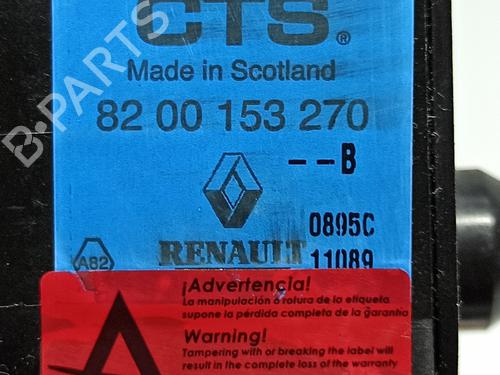 CTS®
Made in Scotland
82 00 153 270
--B
0895C
RENAULT
11089
A82
¡Advertencia!
La manipulación o rotura de la etiqueta
supone la pérdida completa de la garantía
Warning!
Tampering with or breaking the label will
result in the complete loss of the warranty
B-PARTS